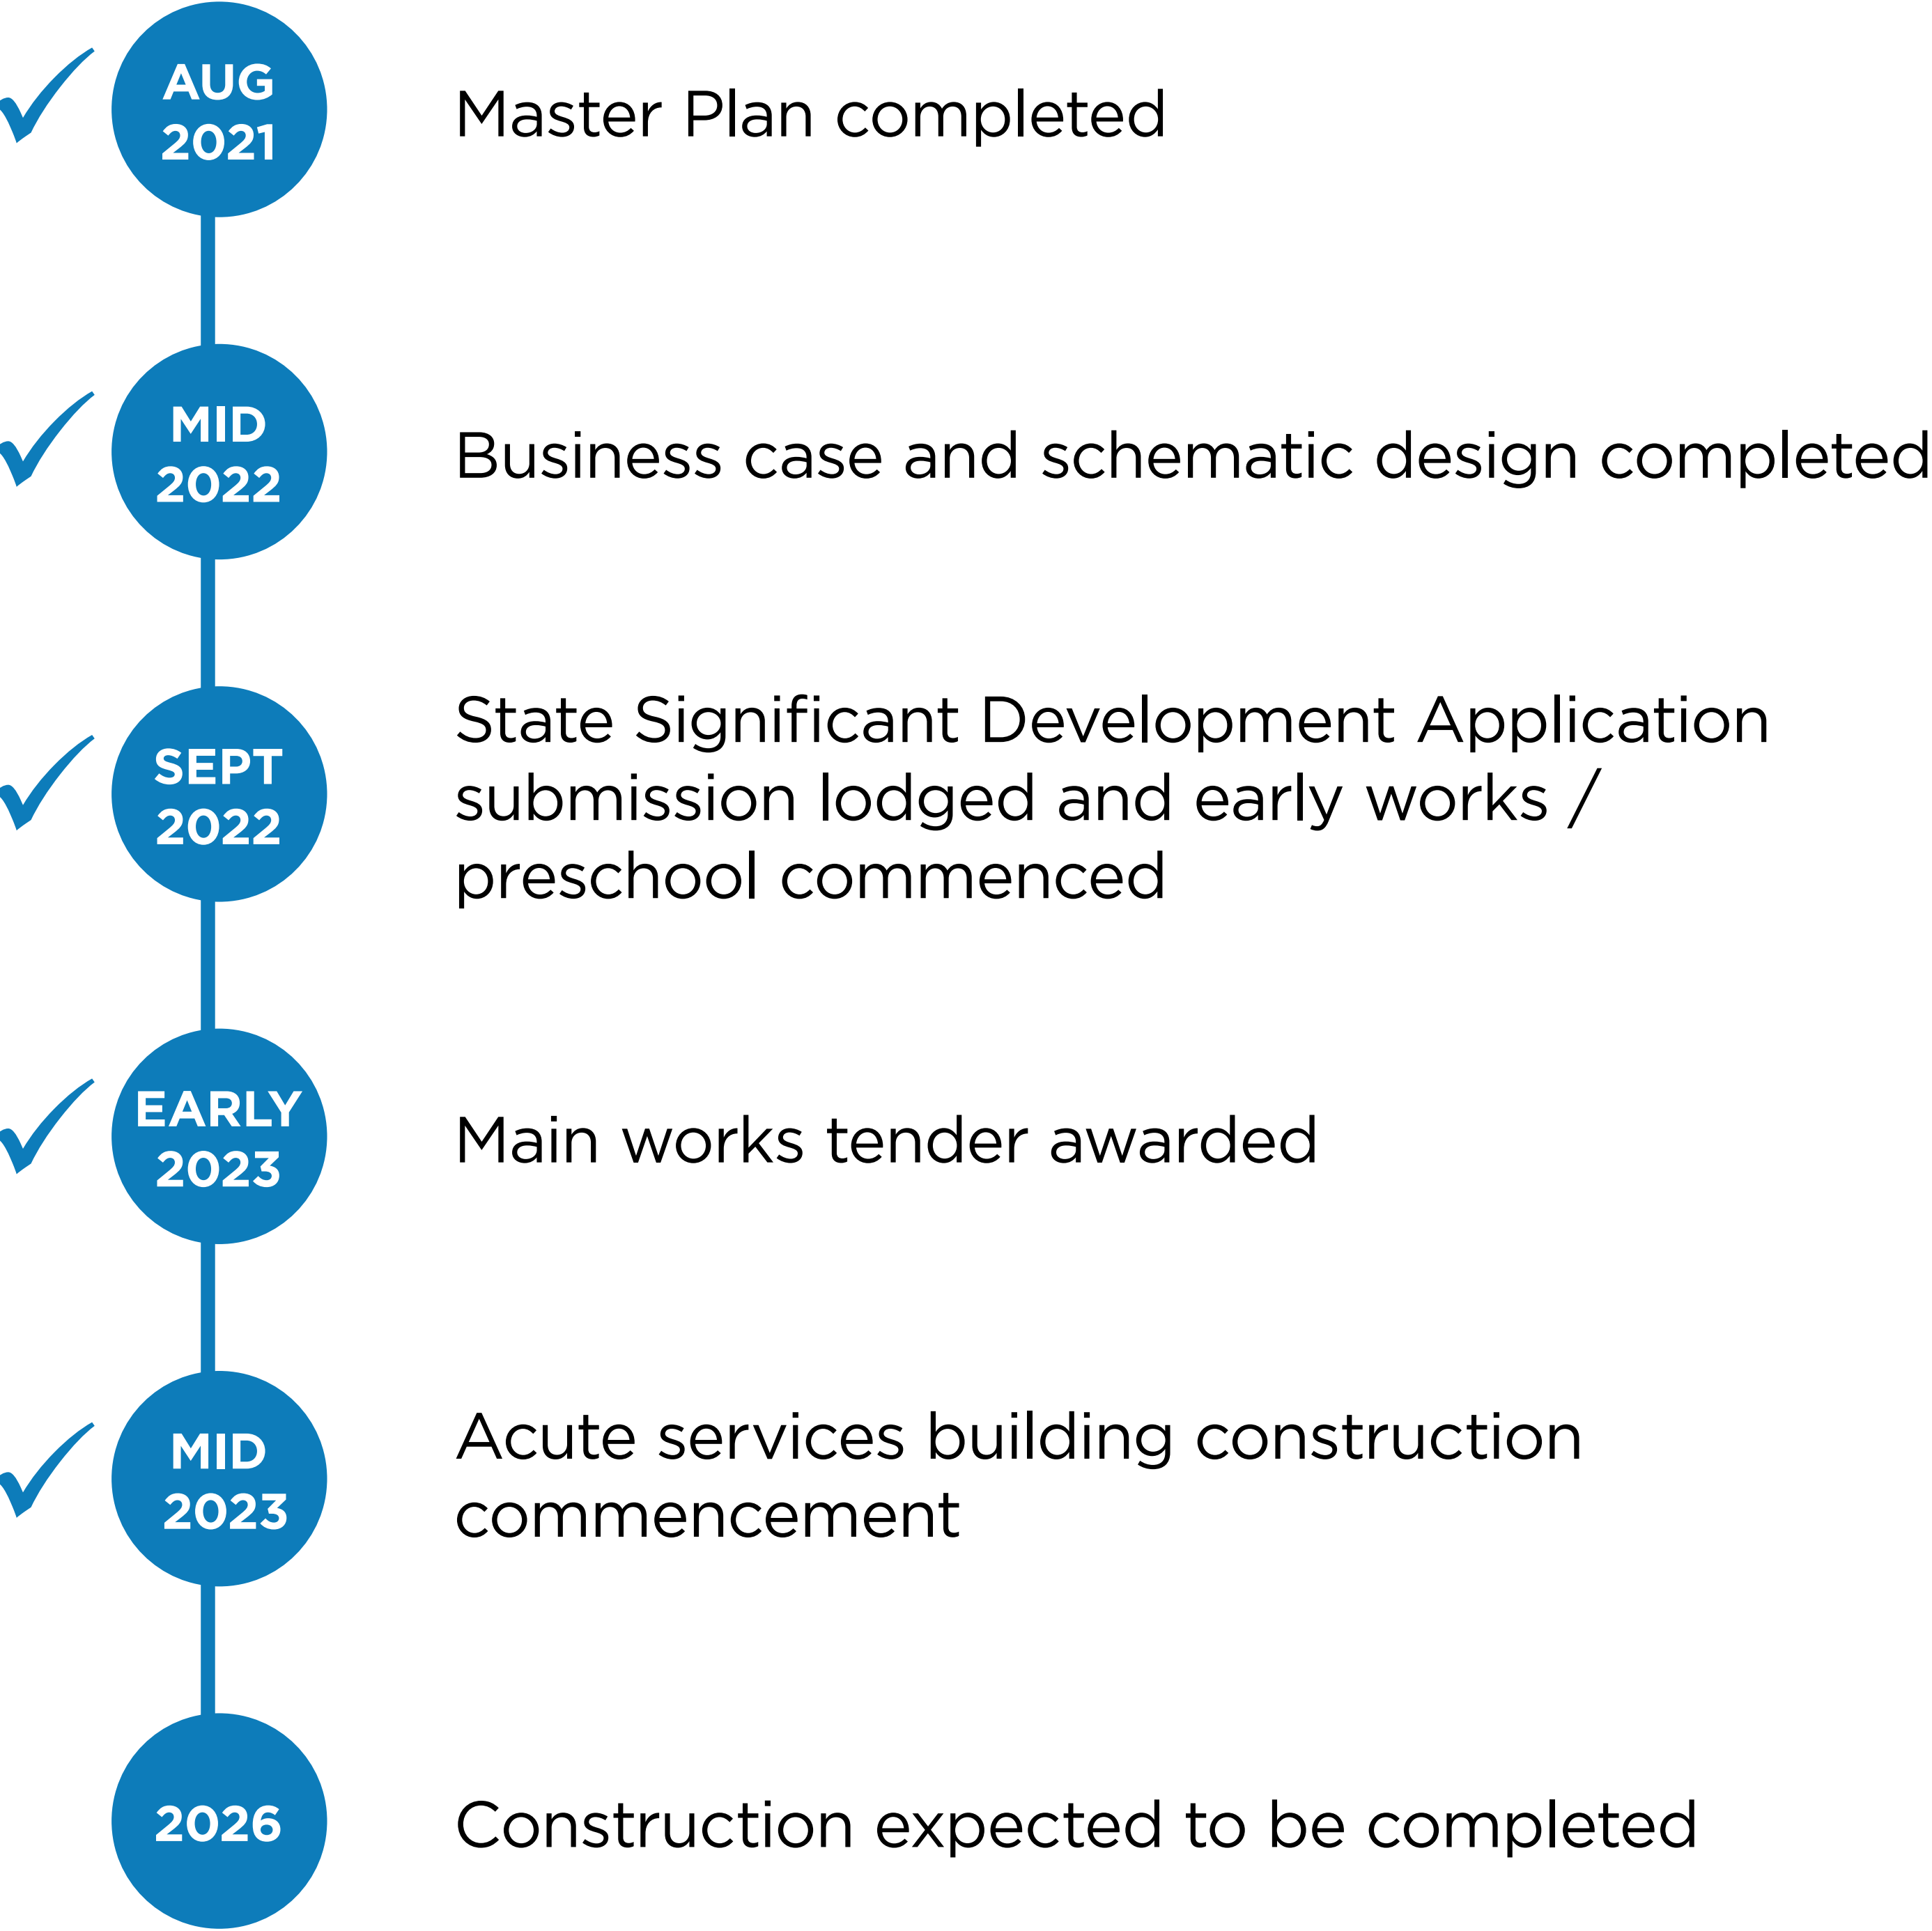 AUG
2021
Master Plan completed
MID
2022
Business case and schematic design completed
SEPT
2022
State Significant Development Application
submission lodged and early works /
preschool commenced
EARLY
2023
Main works tender awarded
MID
2023
Acute services building construction
commencement
2026
Construction expected to be completed